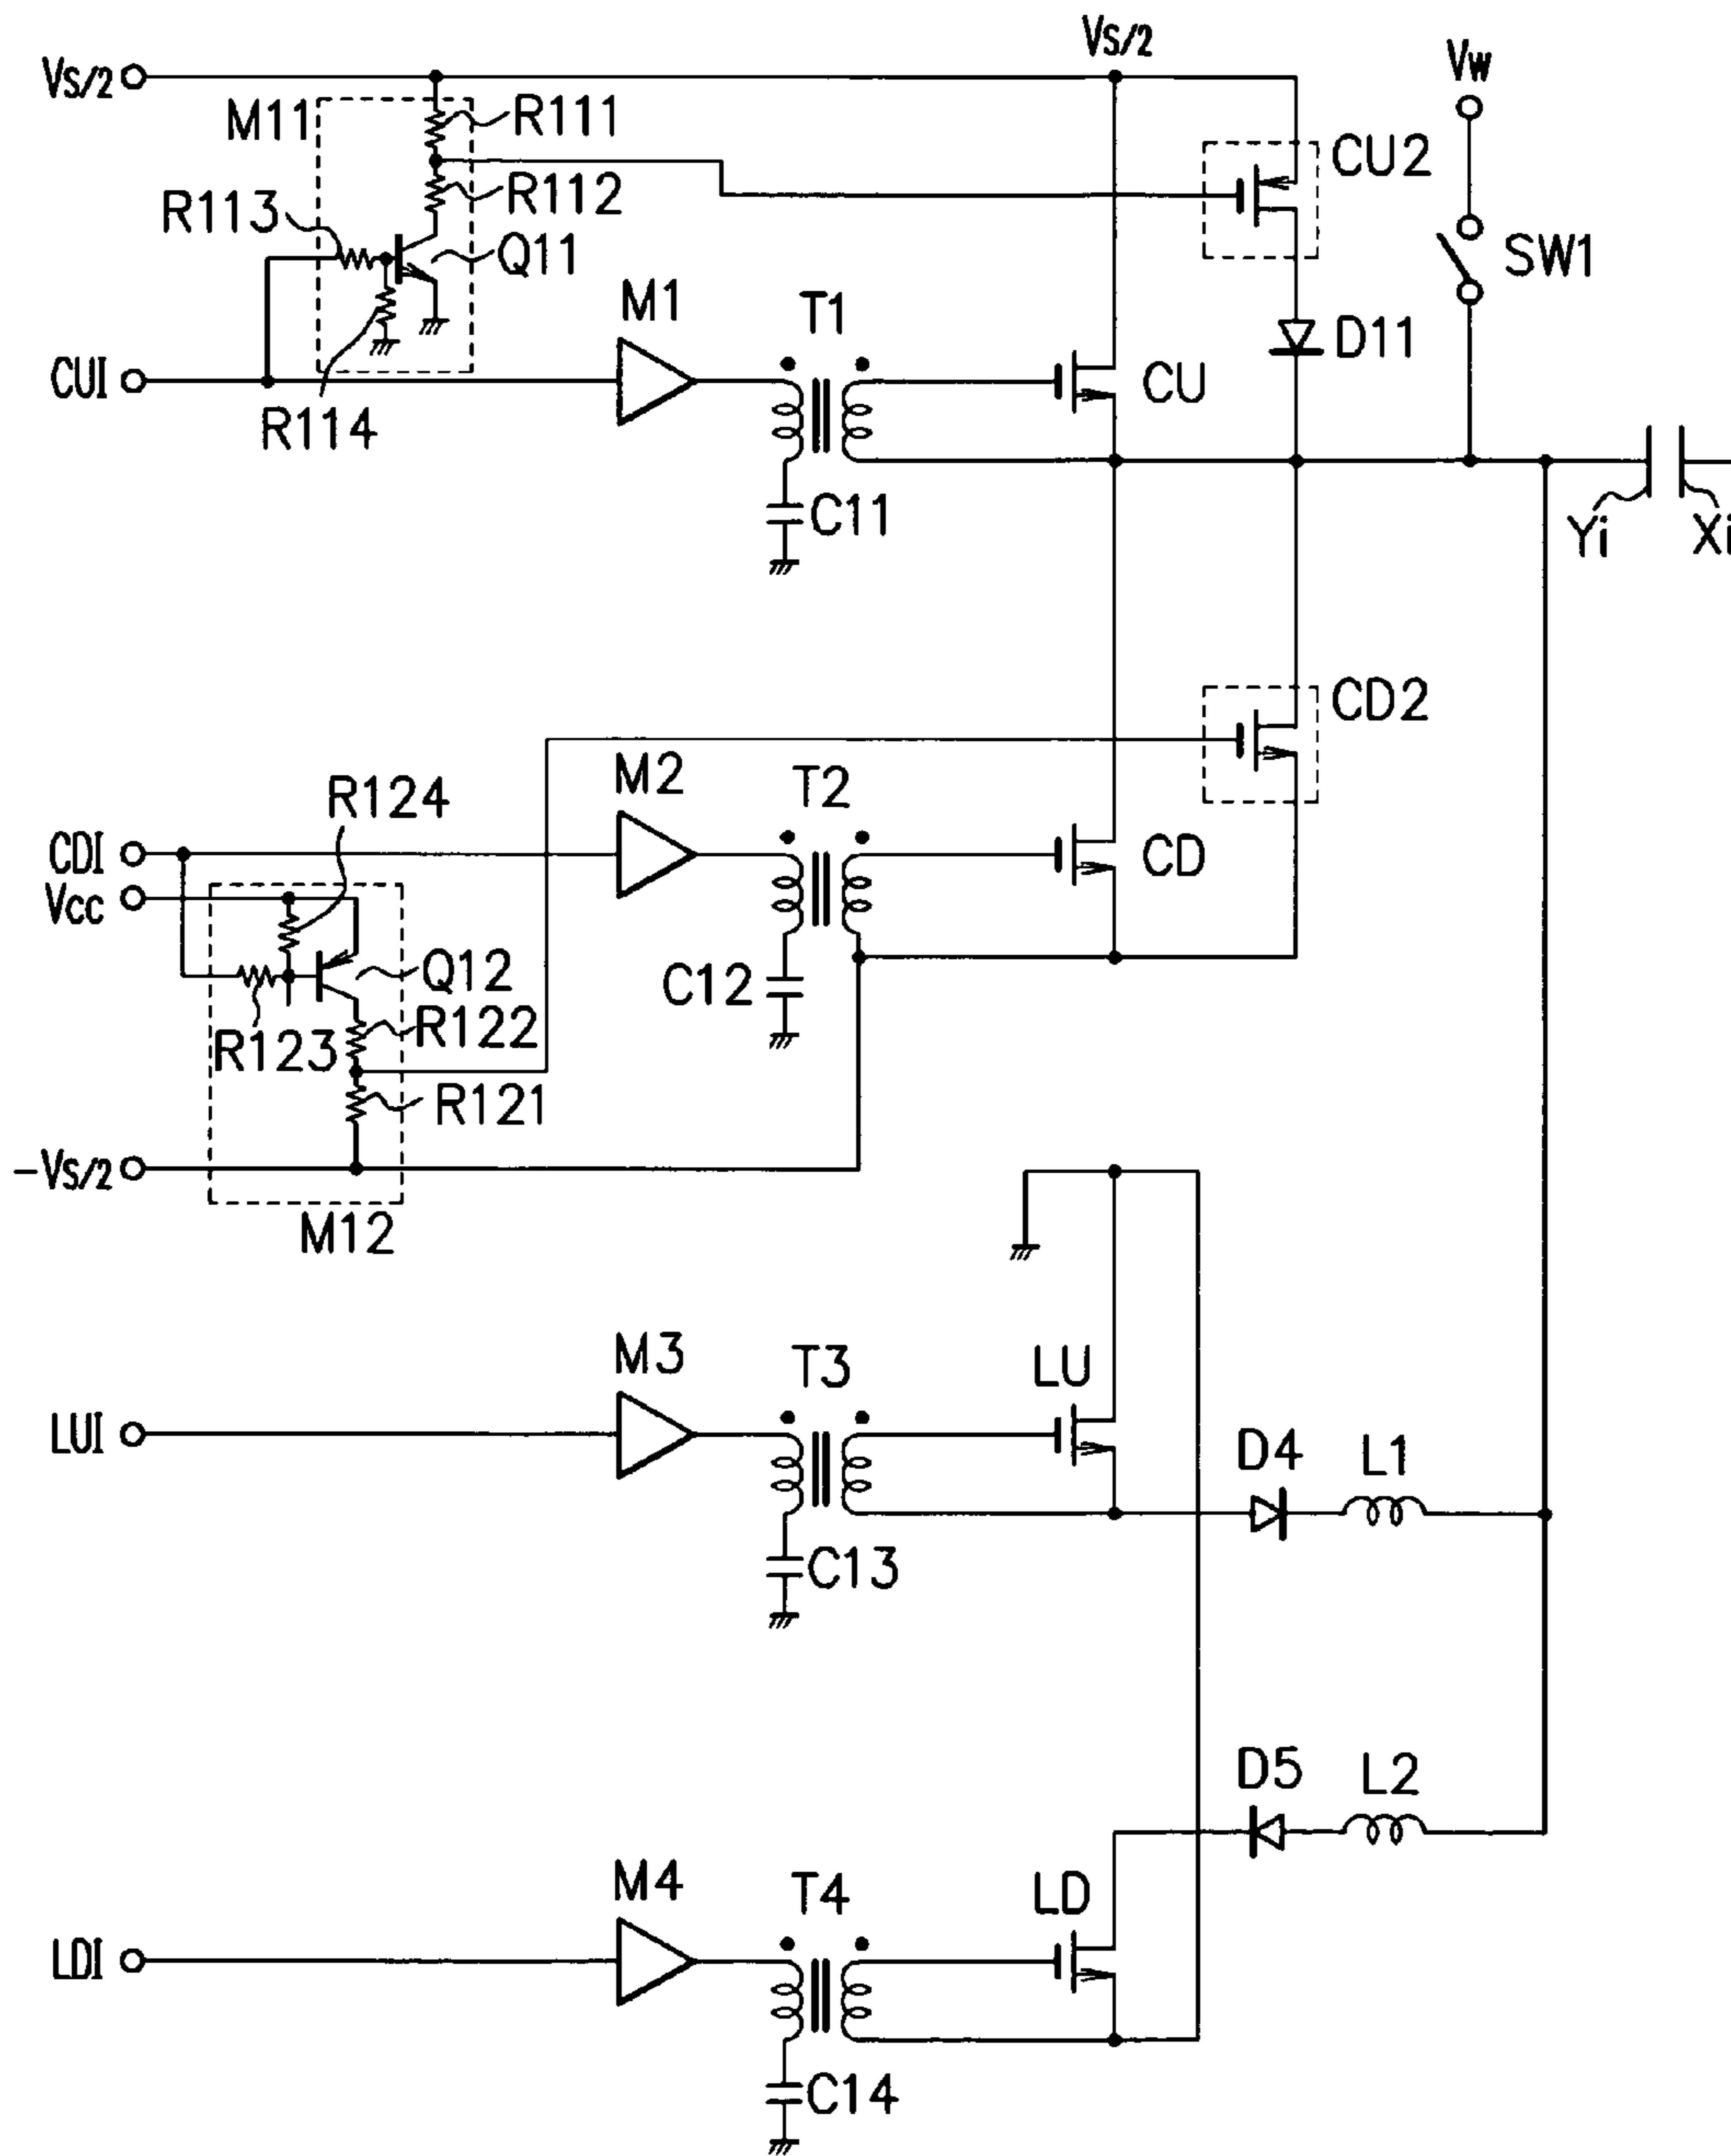 Vs/2
Vs/2
Vw
M11
R111
CU2
R113
R112
Q11
SW1
M1
T1
D11
CUI
CU
R114
C11
Yi
Xi
CD2
M2
T2
R124
CDI
CD
Vcc
Q12
C12
R123
R122
R121
-Vs/2
M12
M3
T3
LU
LUI
D4
L1
C13
D5
L2
M4
T4
LD
LDI
C14